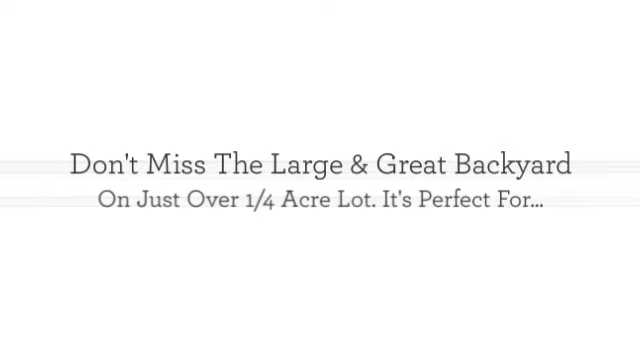 Don't Miss The Large & Great Backyard
On Just Over 1/4 Acre Lot. It's Perfect For...